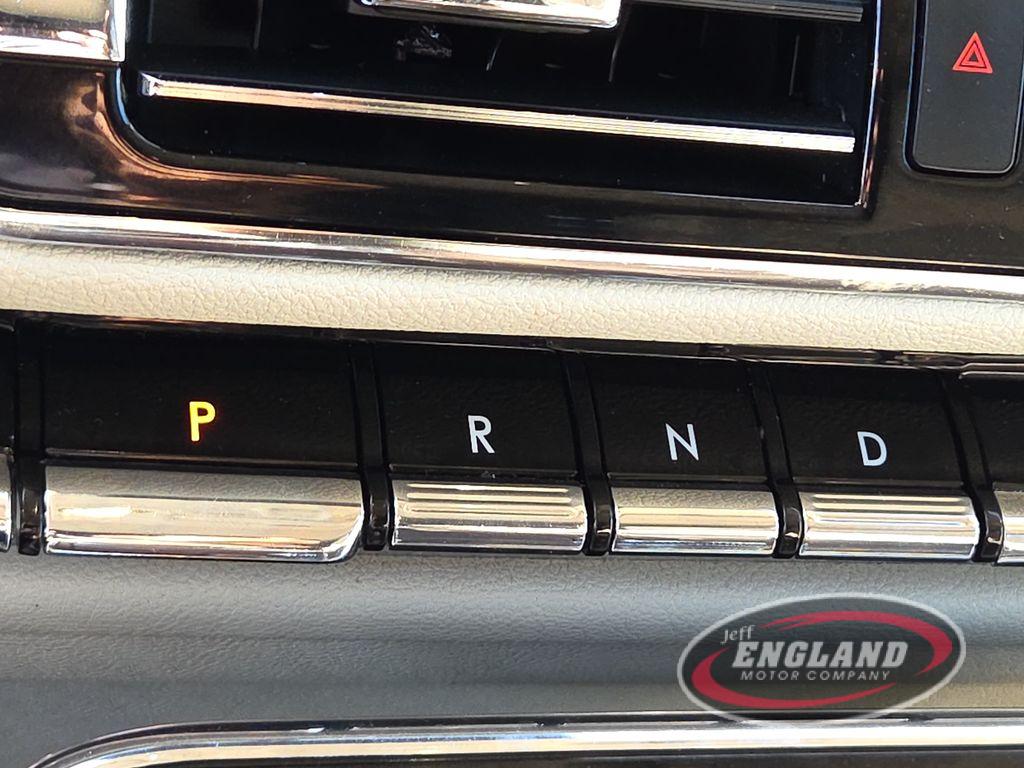 P R N D
Jeff
ENGLAND
MOTOR COMPANY